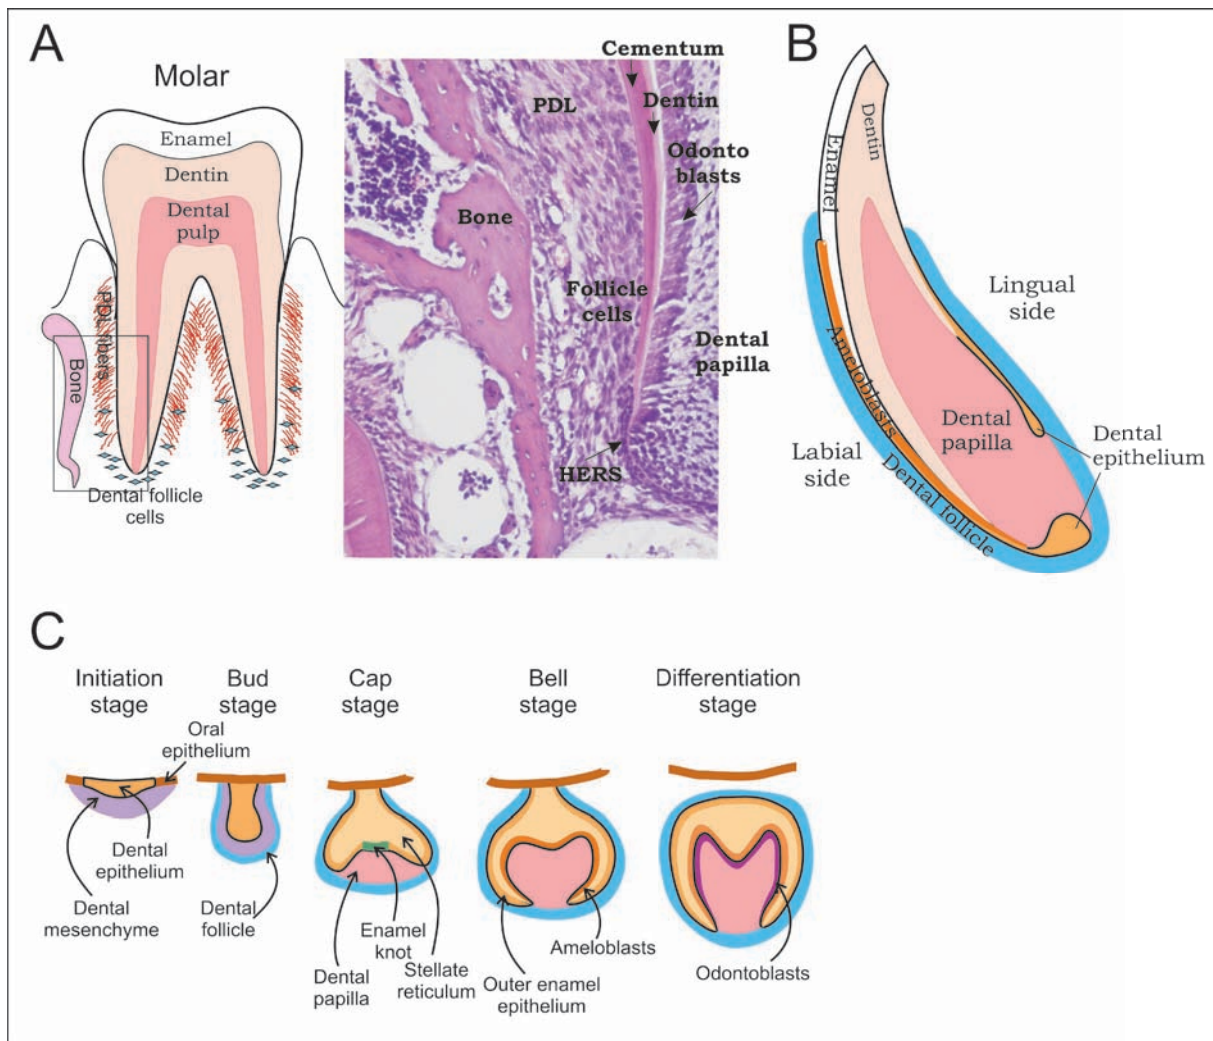 A
Molar
Enamel
Dentin
Dental
pulp
PDL fibers
Bone
Dental follicle
cells
Cementum
PDL
Dentin
Odonto
blasts
Bone
Follicle
cells
Dental
papilla
HERS
B
Enamel
Dentin
Lingual
side
Ameloblasts
Dental
papilla
Dental
epithelium
Labial
side
Dental follicle
C
Initiation
stage
Bud
stage
Cap
stage
Bell
stage
Differentiation
stage
Oral
epithelium
Dental
epithelium
Dental
mesenchyme
Dental
follicle
Enamel
knot
Stellate
reticulum
Dental
papilla
Ameloblasts
Outer enamel
epithelium
Odontoblasts